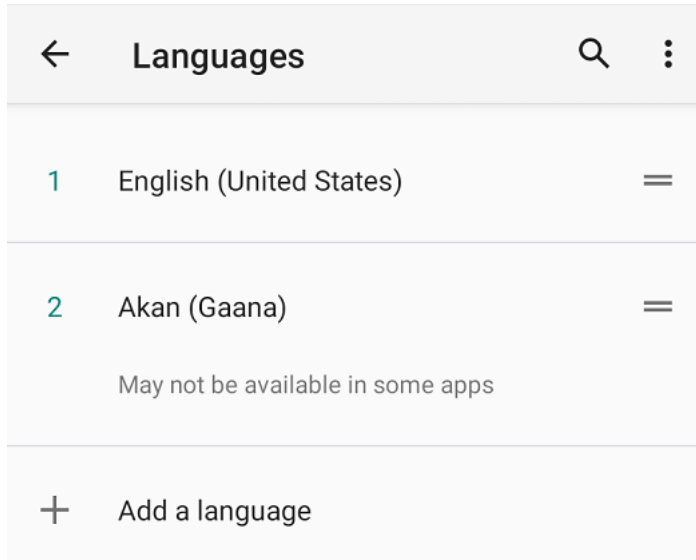 Languages
1 English (United States)
2 Akan (Gaana)
May not be available in some apps
Add a language